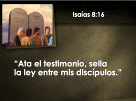 Isaías 8:16
“Ata el testimonio, sella
la ley entre mis discípulos.”